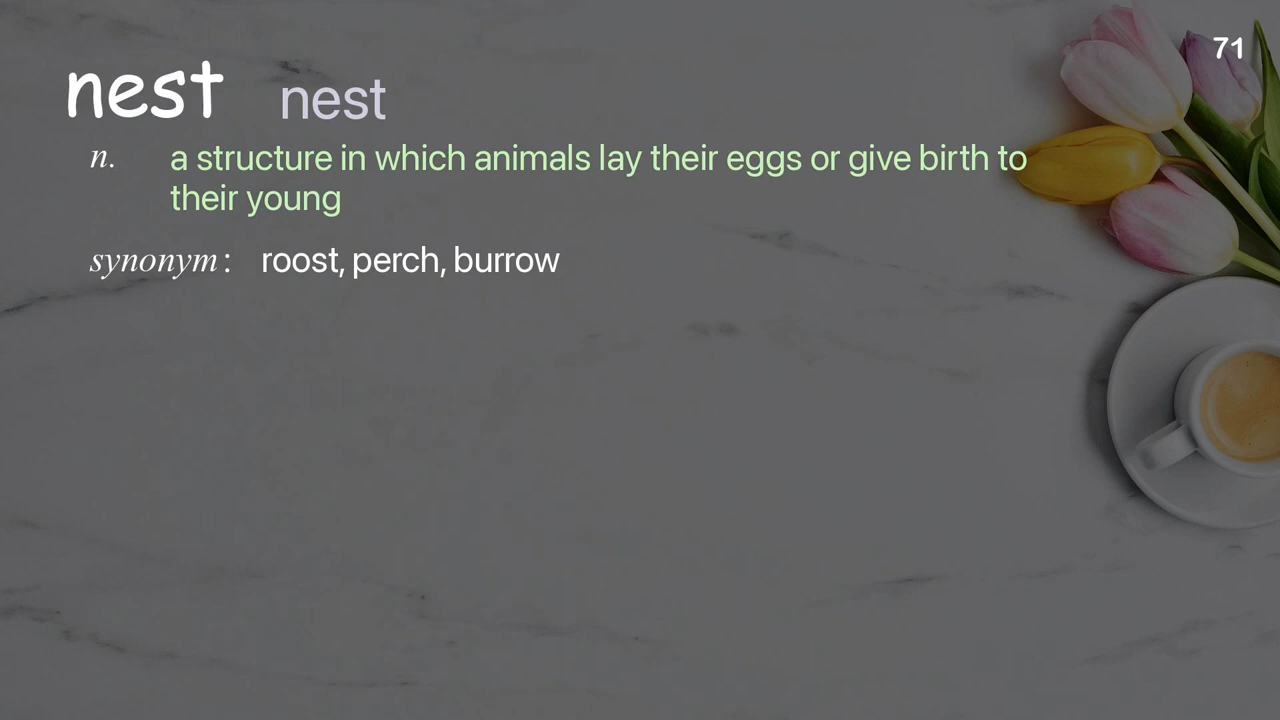 71
nest nest
n. a structure in which animals lay their eggs or give birth to
their young
synonym: roost, perch, burrow